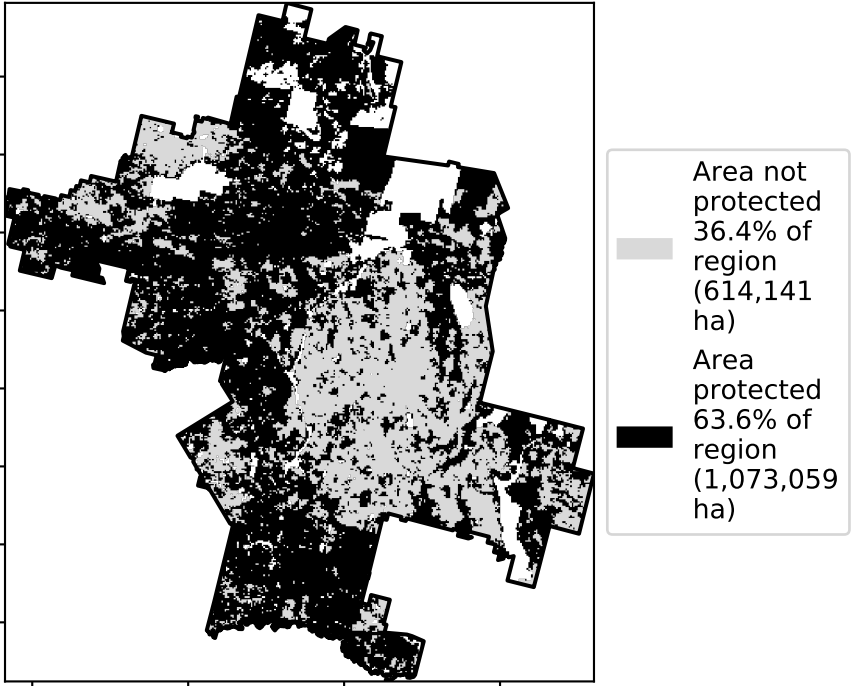 Area not
protected
36.4% of
region
(614,141
ha)
Area
protected
63.6% of
region
(1,073,059
ha)